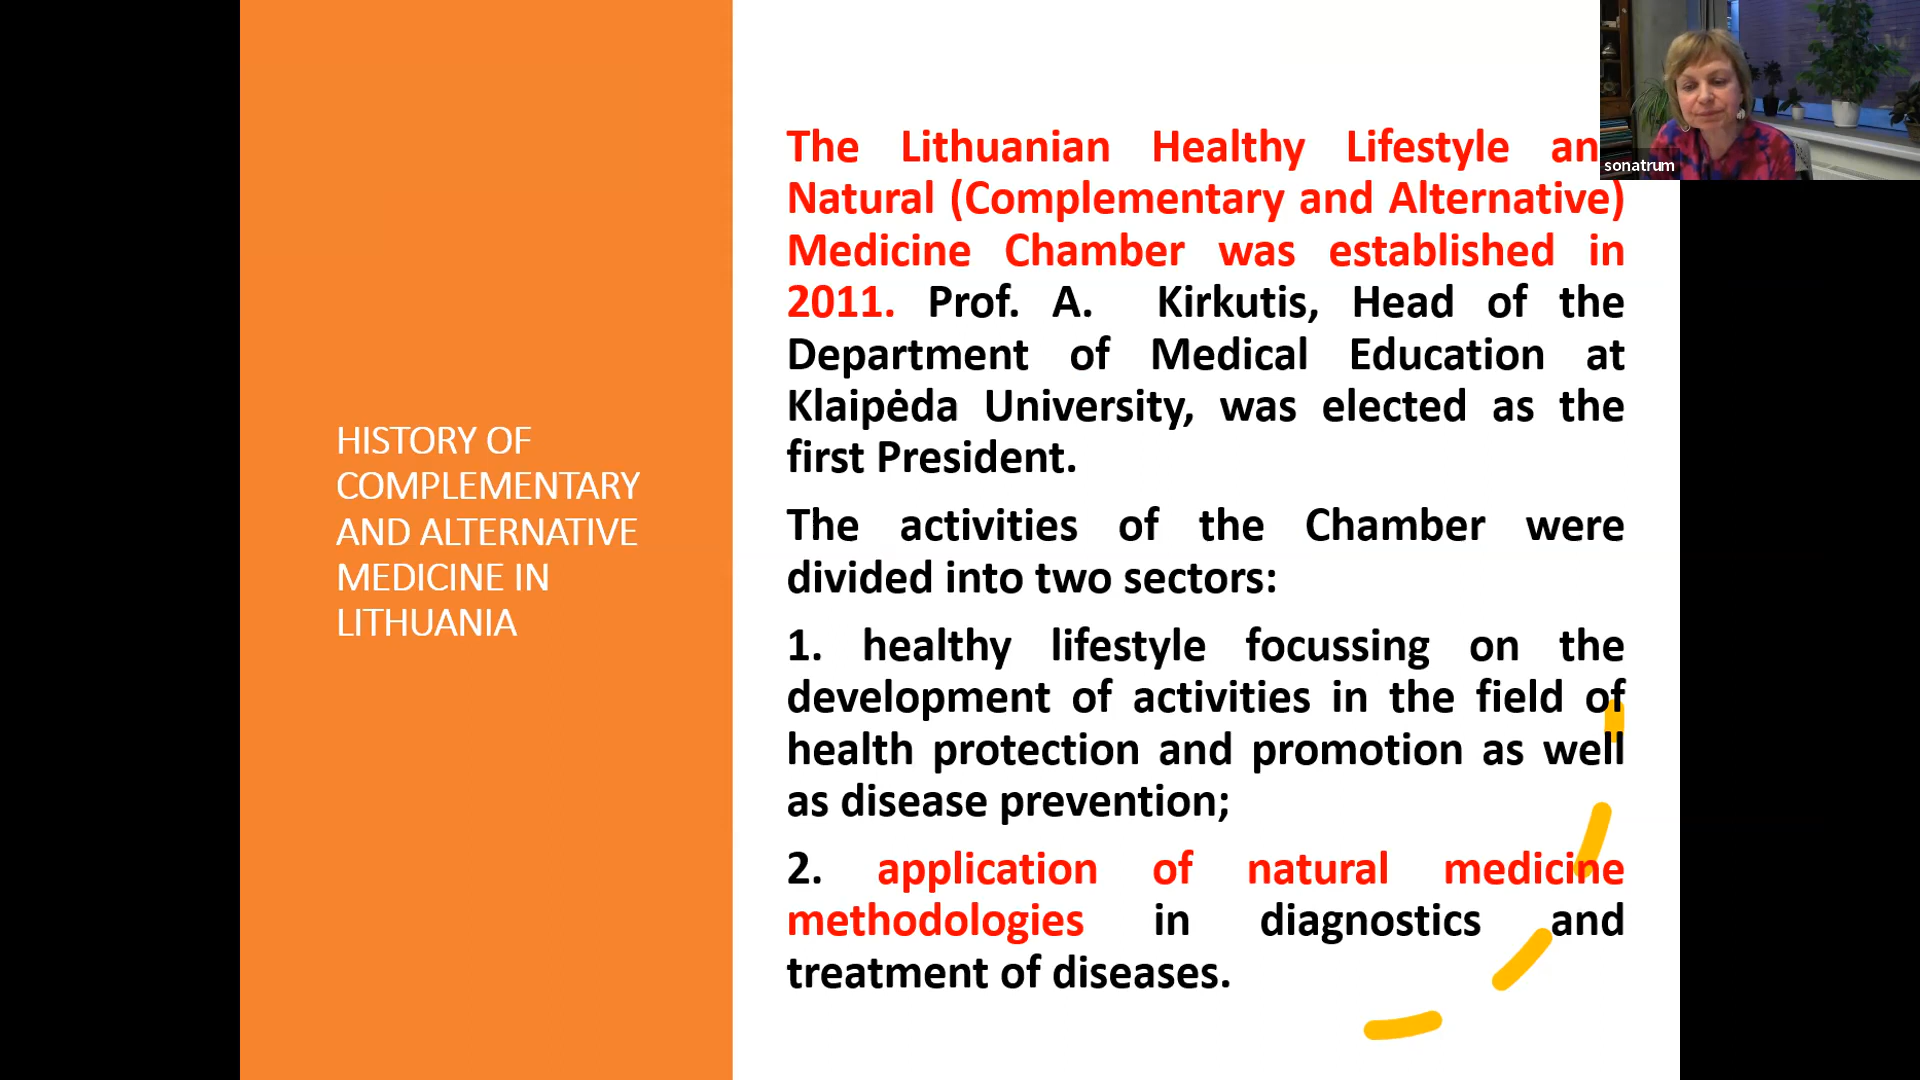 HISTORY OF
COMPLEMENTARY
AND ALTERNATIVE
MEDICINE IN
LITHUANIA
The Lithuanian Healthy Lifestyle an
Natural (Complementary and Alternative)
Medicine Chamber was established in
2011. Prof. A. Kirkutis, Head of the
Department of Medical Education at
Klaipėda University, was elected as the
first President.
The activities of the Chamber were
divided into two sectors:
1. healthy lifestyle focussing on the
development of activities in the field of
health protection and promotion as well
as disease prevention;
2. application of natural medicine
methodologies in diagnostics and
treatment of diseases.
sonatrum